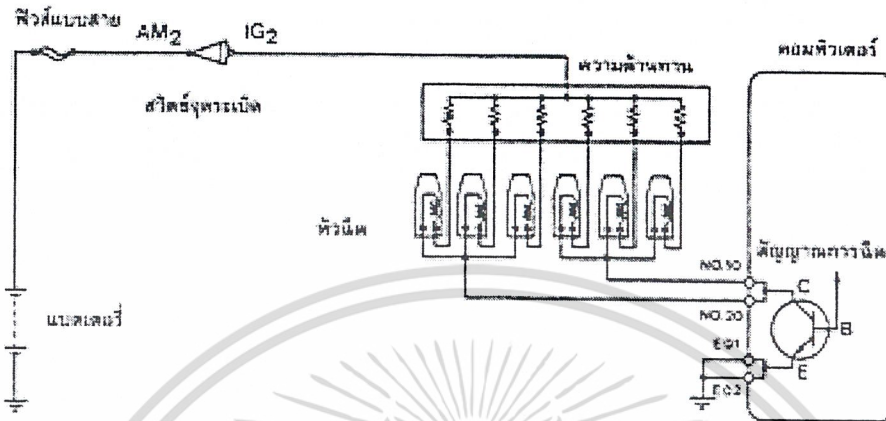 ฟิวส์แบบสาย
AM2 IG2
คอมพิวเตอร์
ความต้านทาน
สวิตช์จุดระเบิด
หัวฉีด
สัญญาณการฉีด
NO.10
C
แบตเตอรี่
NO.20
B
E01
E
E02